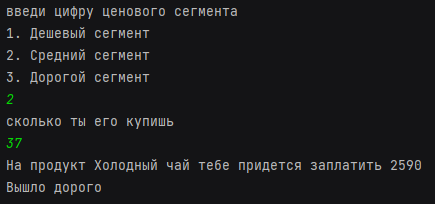 введи цифру ценового сегмента
1. Дешевый сегмент
2. Средний сегмент
3. Дорогой сегмент
2
сколько ты его купишь
37
На продукт Холодный чай тебе придется заплатить 2590
Вышло дорого